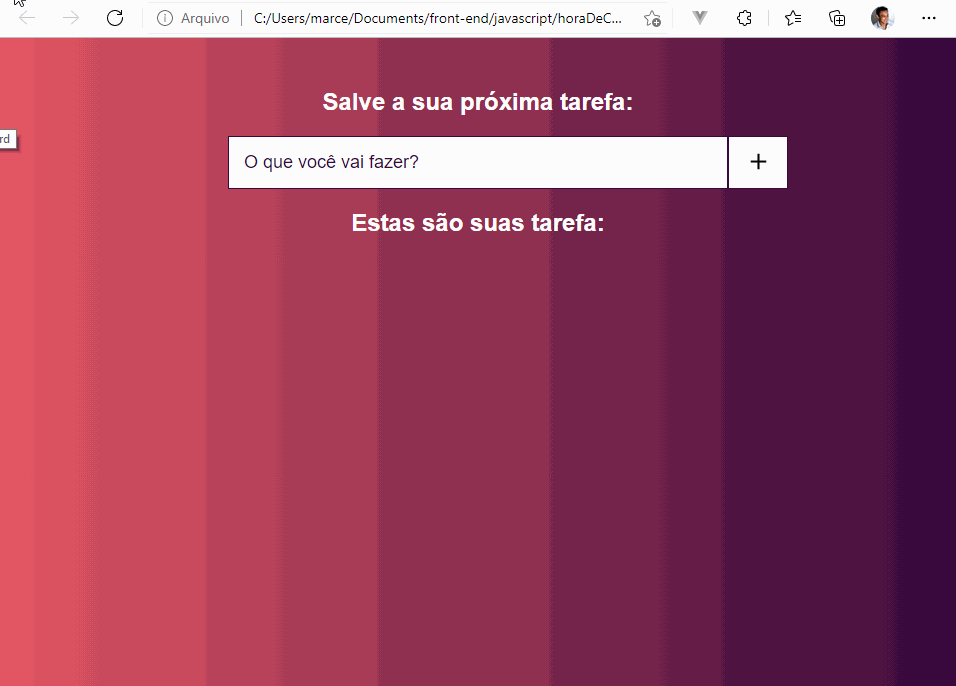 Arquivo C:/Users/marce/Documents/front-end/javascript/horaDeC...
rd
Salve a sua próxima tarefa:
O que você vai fazer? +
Estas são suas tarefa: